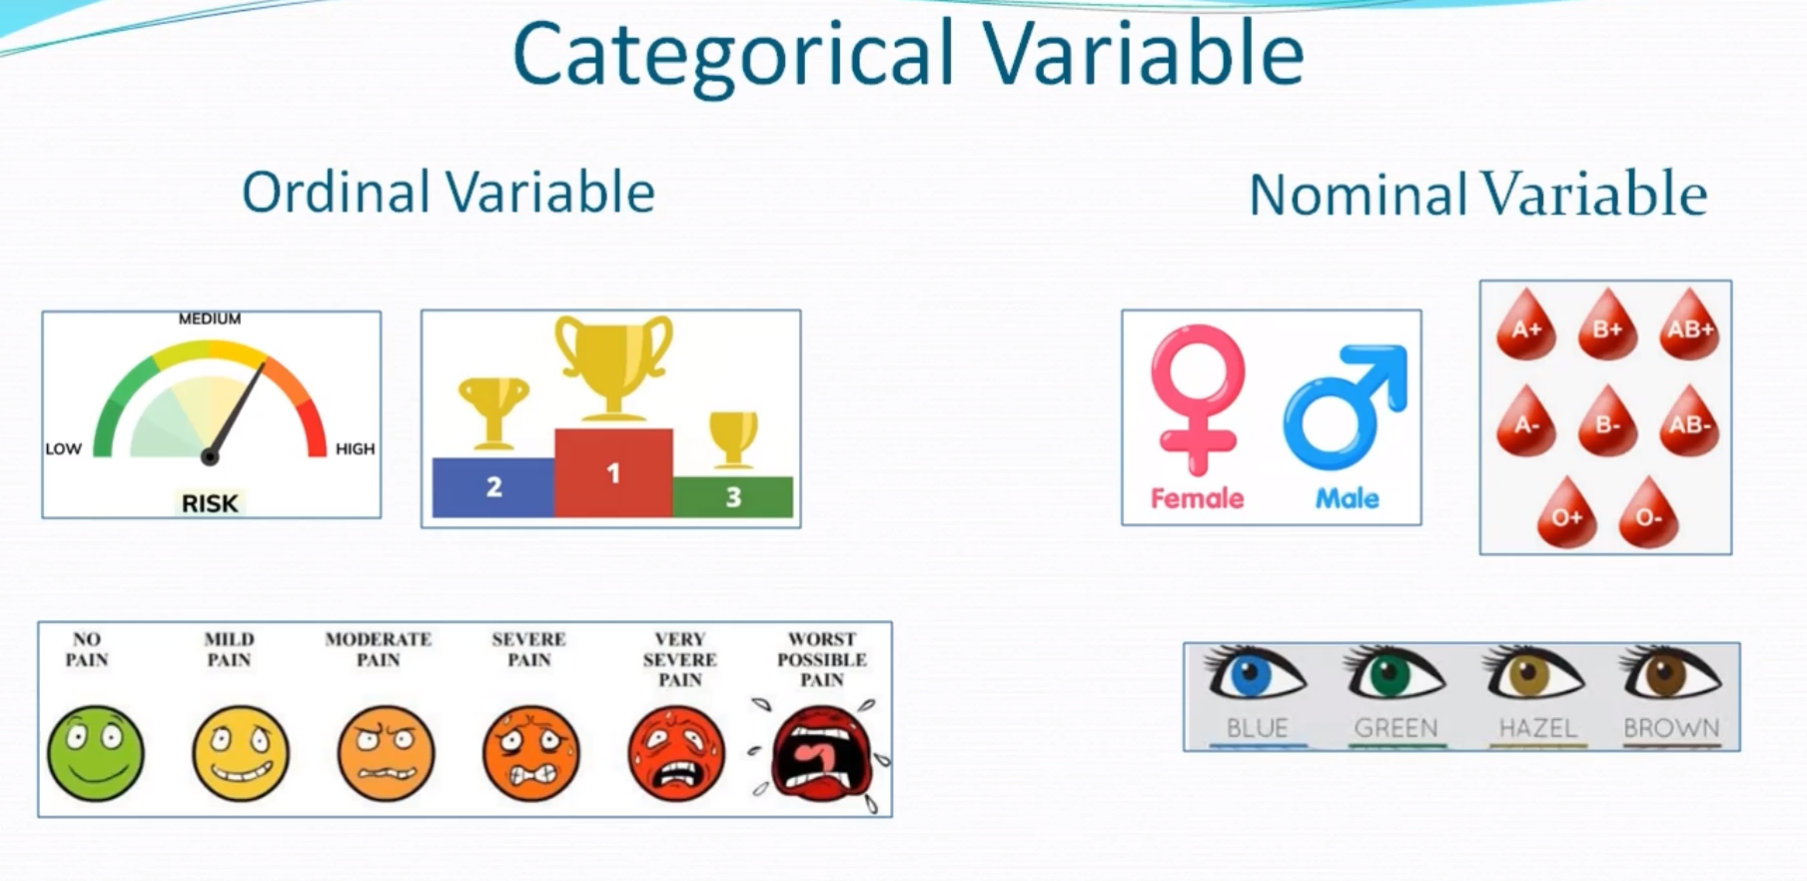 Categorical Variable
Ordinal Variable
Nominal Variable
MEDIUM
LOW
HIGH
RISK
2
1
3
Female
Male
A+ B+ AB+
A- B- AB-
O+ O-
NO
PAIN
MILD
PAIN
MODERATE
PAIN
SEVERE
PAIN
VERY
SEVERE
PAIN
WORST
POSSIBLE
PAIN
BLUE GREEN HAZEL BROWN